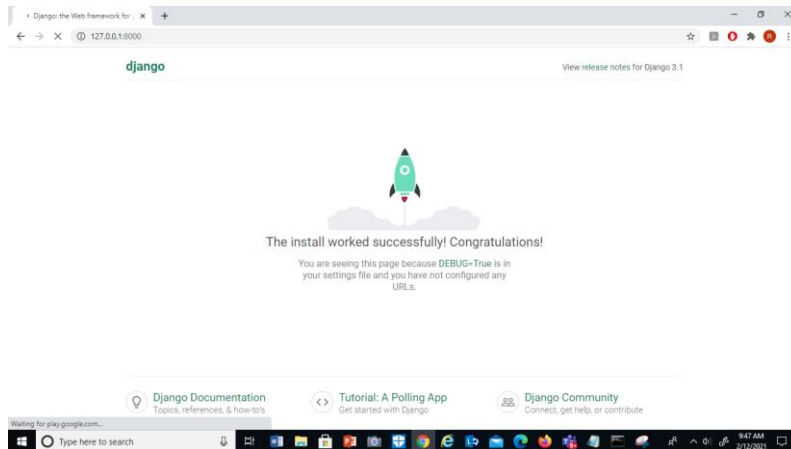 Django: the Web framework for
127.0.0.1:8000
django
View release notes for Django 3.1
The install worked successfully! Congratulations!
You are seeing this page because DEBUG=True is in
your settings file and you have not configured any
URLs.
Django Documentation
Topics, references, & how-to's
Tutorial: A Polling App
Get started with Django
Django Community
Connect, get help, or contribute
Waiting for play.google.com...
Type here to search
9:47 AM
2/12/2021